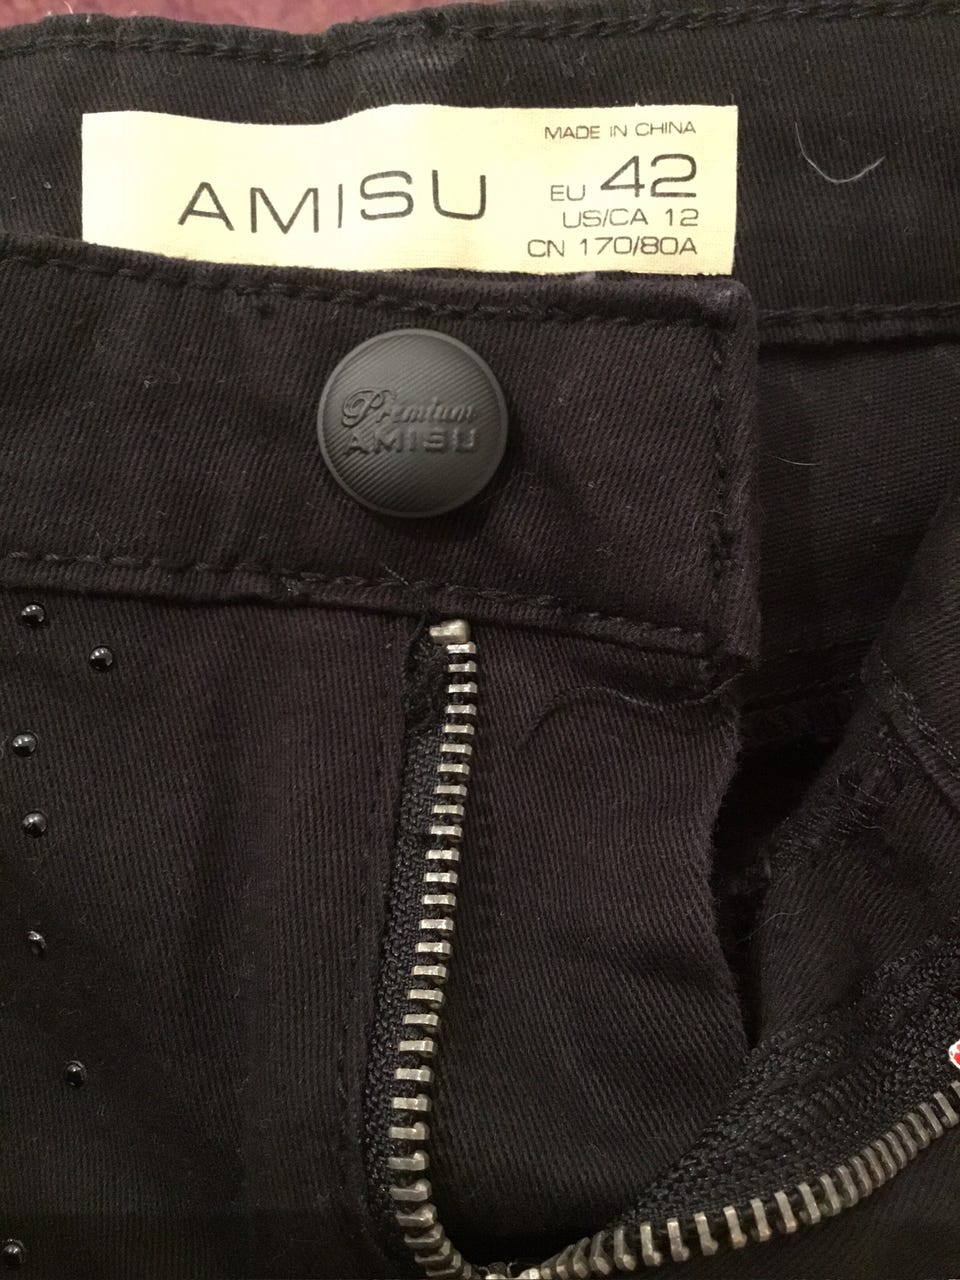 AMISU
MADE IN CHINA
EU 42
US/CA 12
CN 170/80A
Premium
AMISU